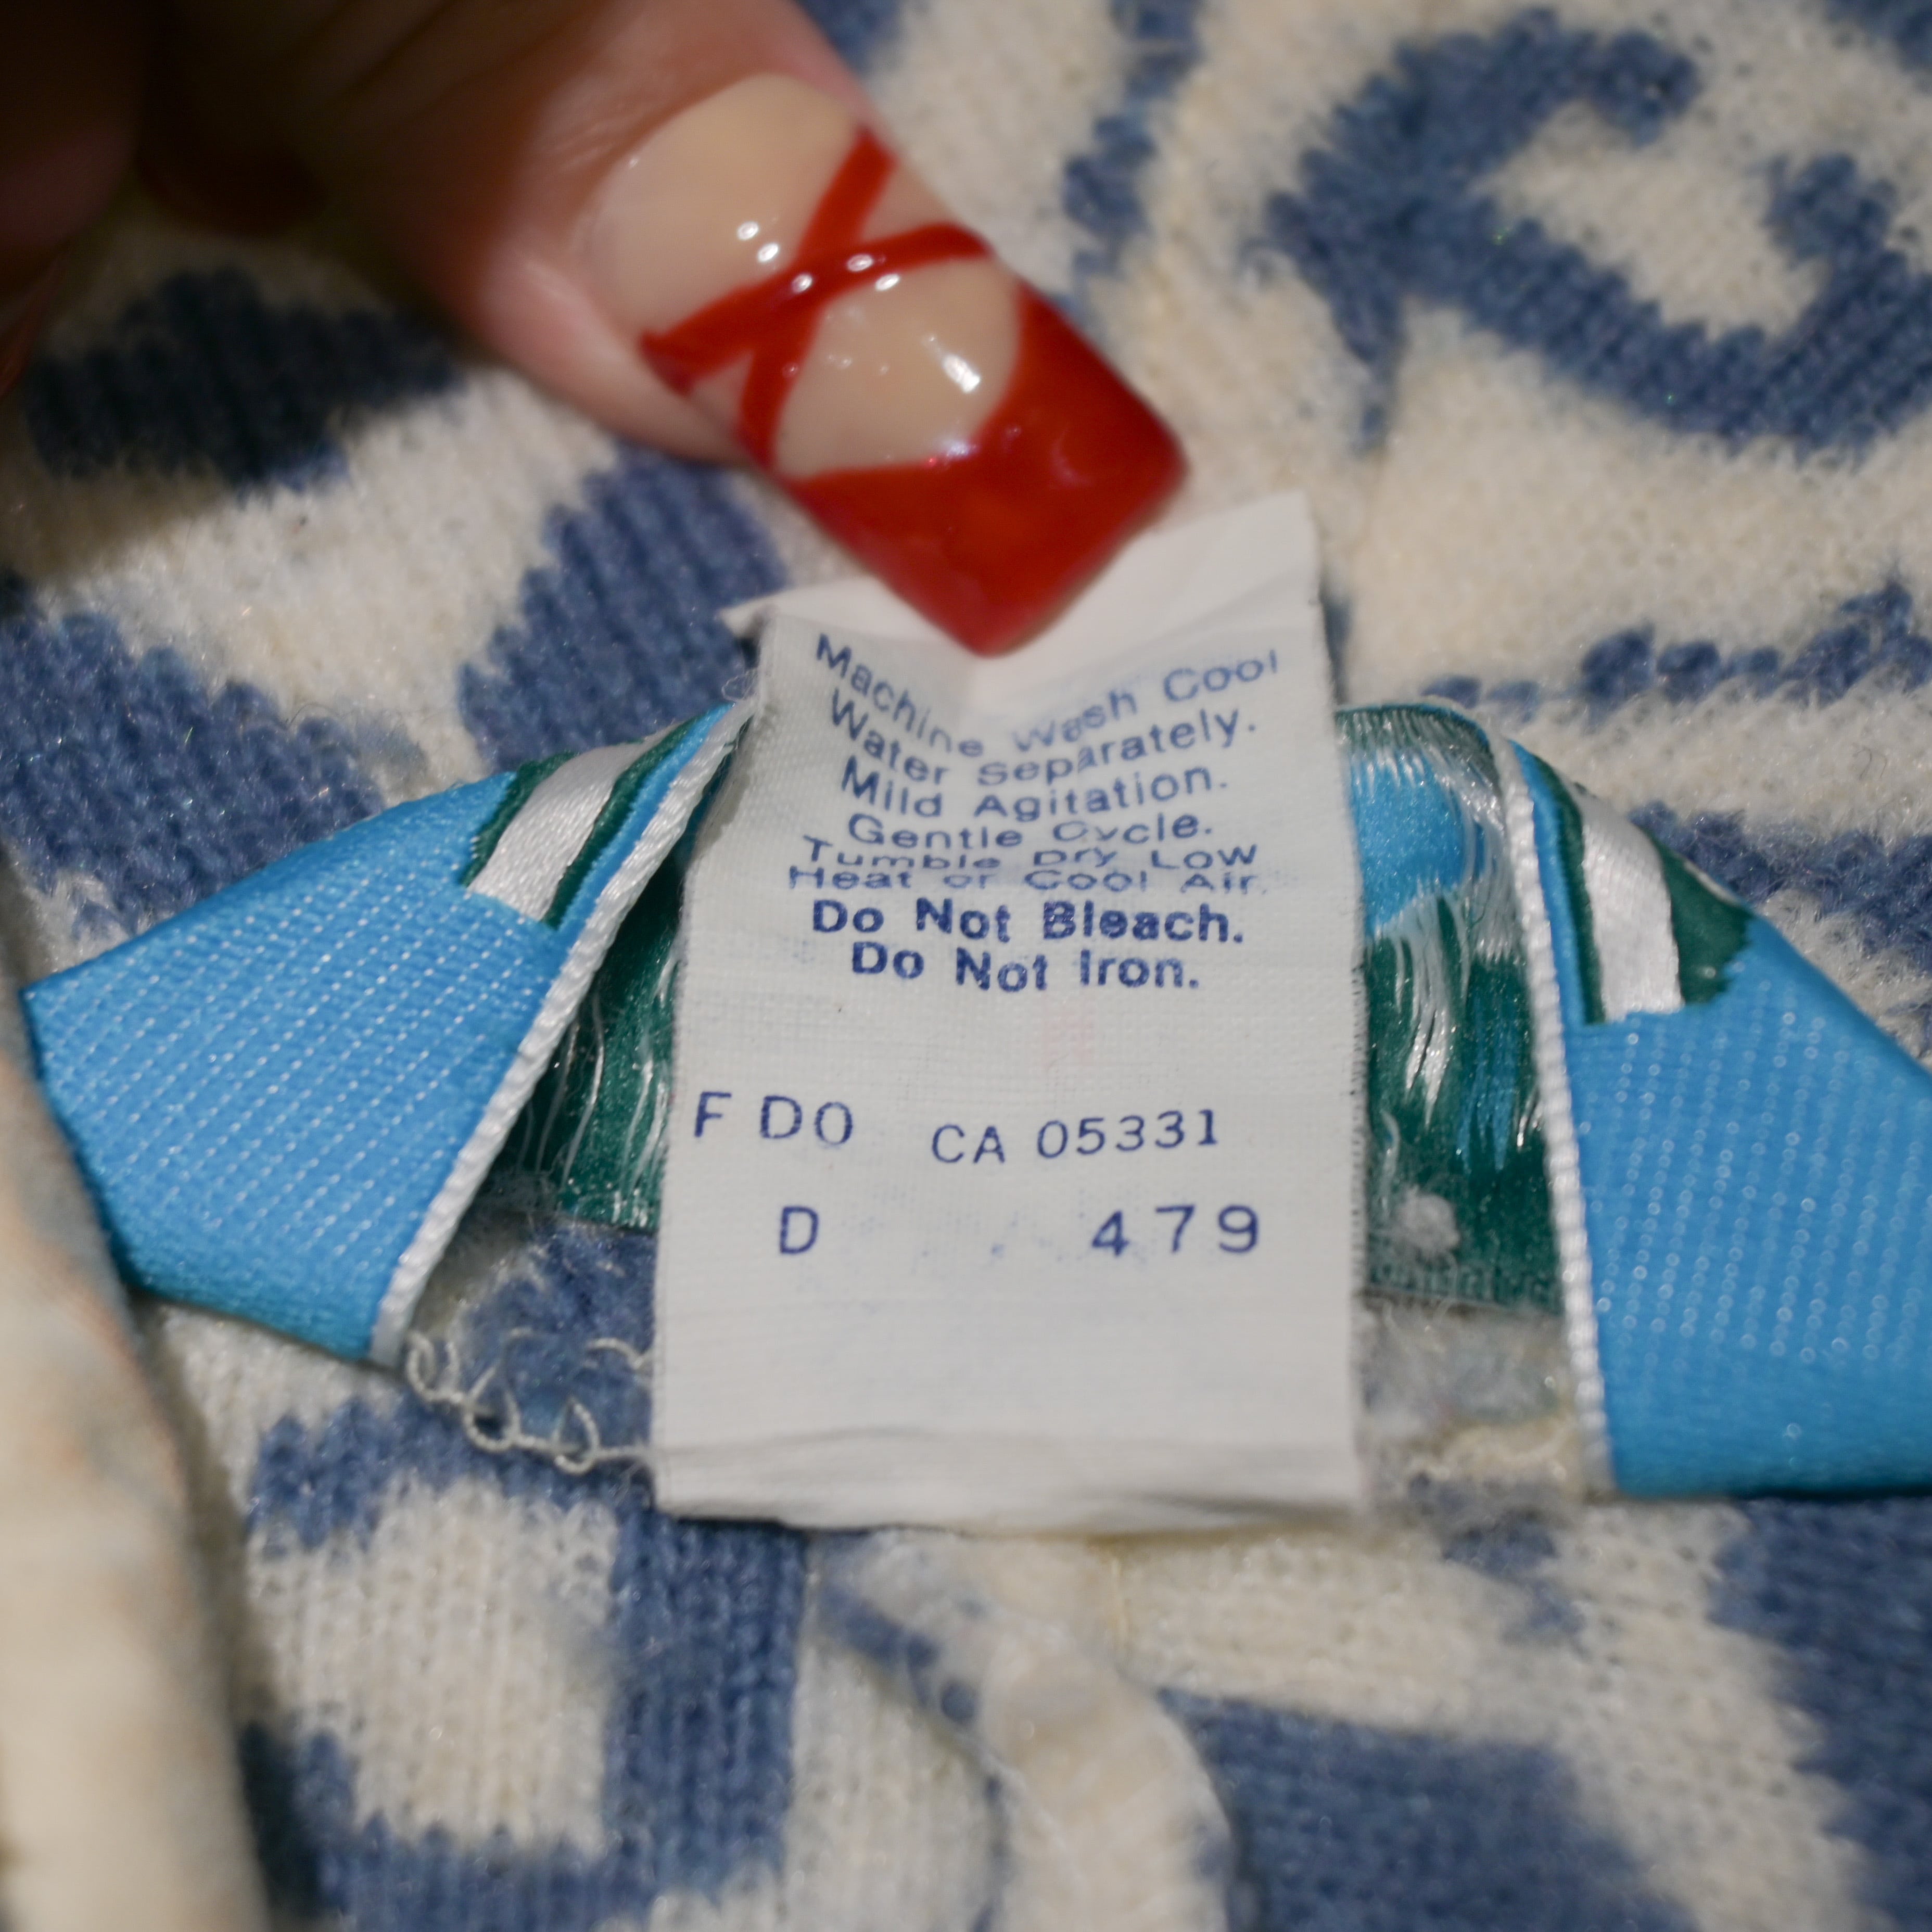 Machine Wash Cool
Water Separately.
Mild Agitation.
Gentle Cycle.
Tumble Dry Low
Heat or Cool Air.
Do Not Bleach.
Do Not Iron.
F DO CA 05331
D 479